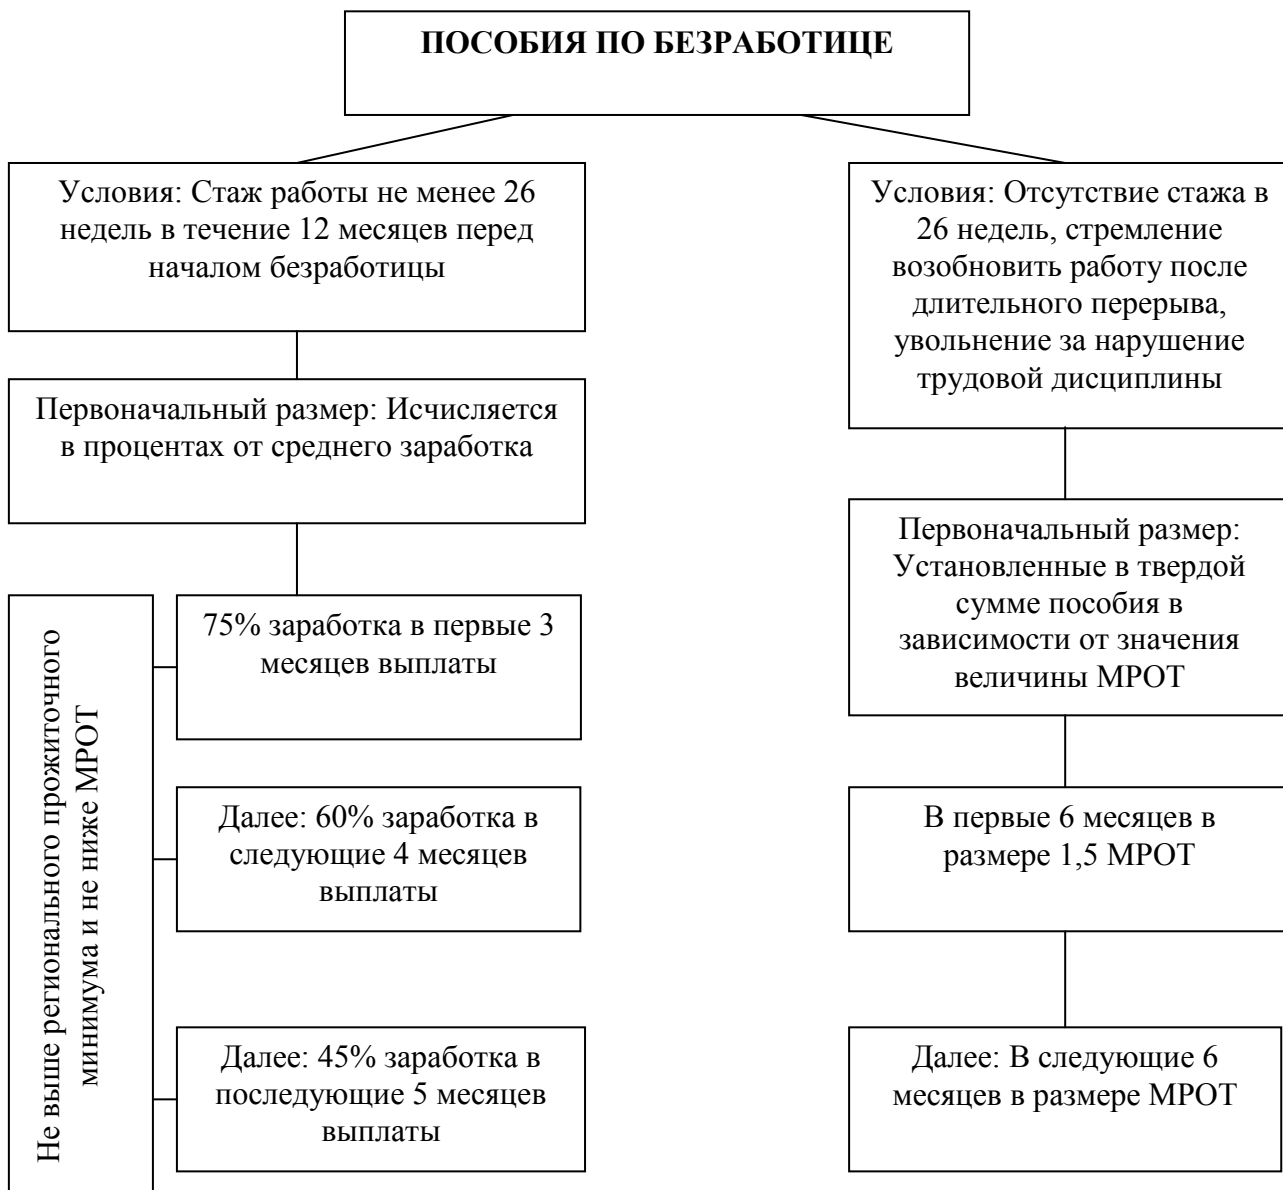 ПОСОБИЯ ПО БЕЗРАБОТИЦЕ
Условия: Стаж работы не менее 26
недель в течение 12 месяцев перед
началом безработицы
Первоначальный размер: Исчисляется
в процентах от среднего заработка
Не выше регионального прожиточного
минимума и не ниже МРОТ
75% заработка в первые 3
месяцев выплаты
Далее: 60% заработка в
следующие 4 месяцев
выплаты
Далее: 45% заработка в
последующие 5 месяцев
выплаты
Условия: Отсутствие стажа в
26 недель, стремление
возобновить работу после
длительного перерыва,
увольнение за нарушение
трудовой дисциплины
Первоначальный размер:
Установленные в твердой
сумме пособия в
зависимости от значения
величины МРОТ
В первые 6 месяцев в
размере 1,5 МРОТ
Далее: В следующие 6
месяцев в размере МРОТ